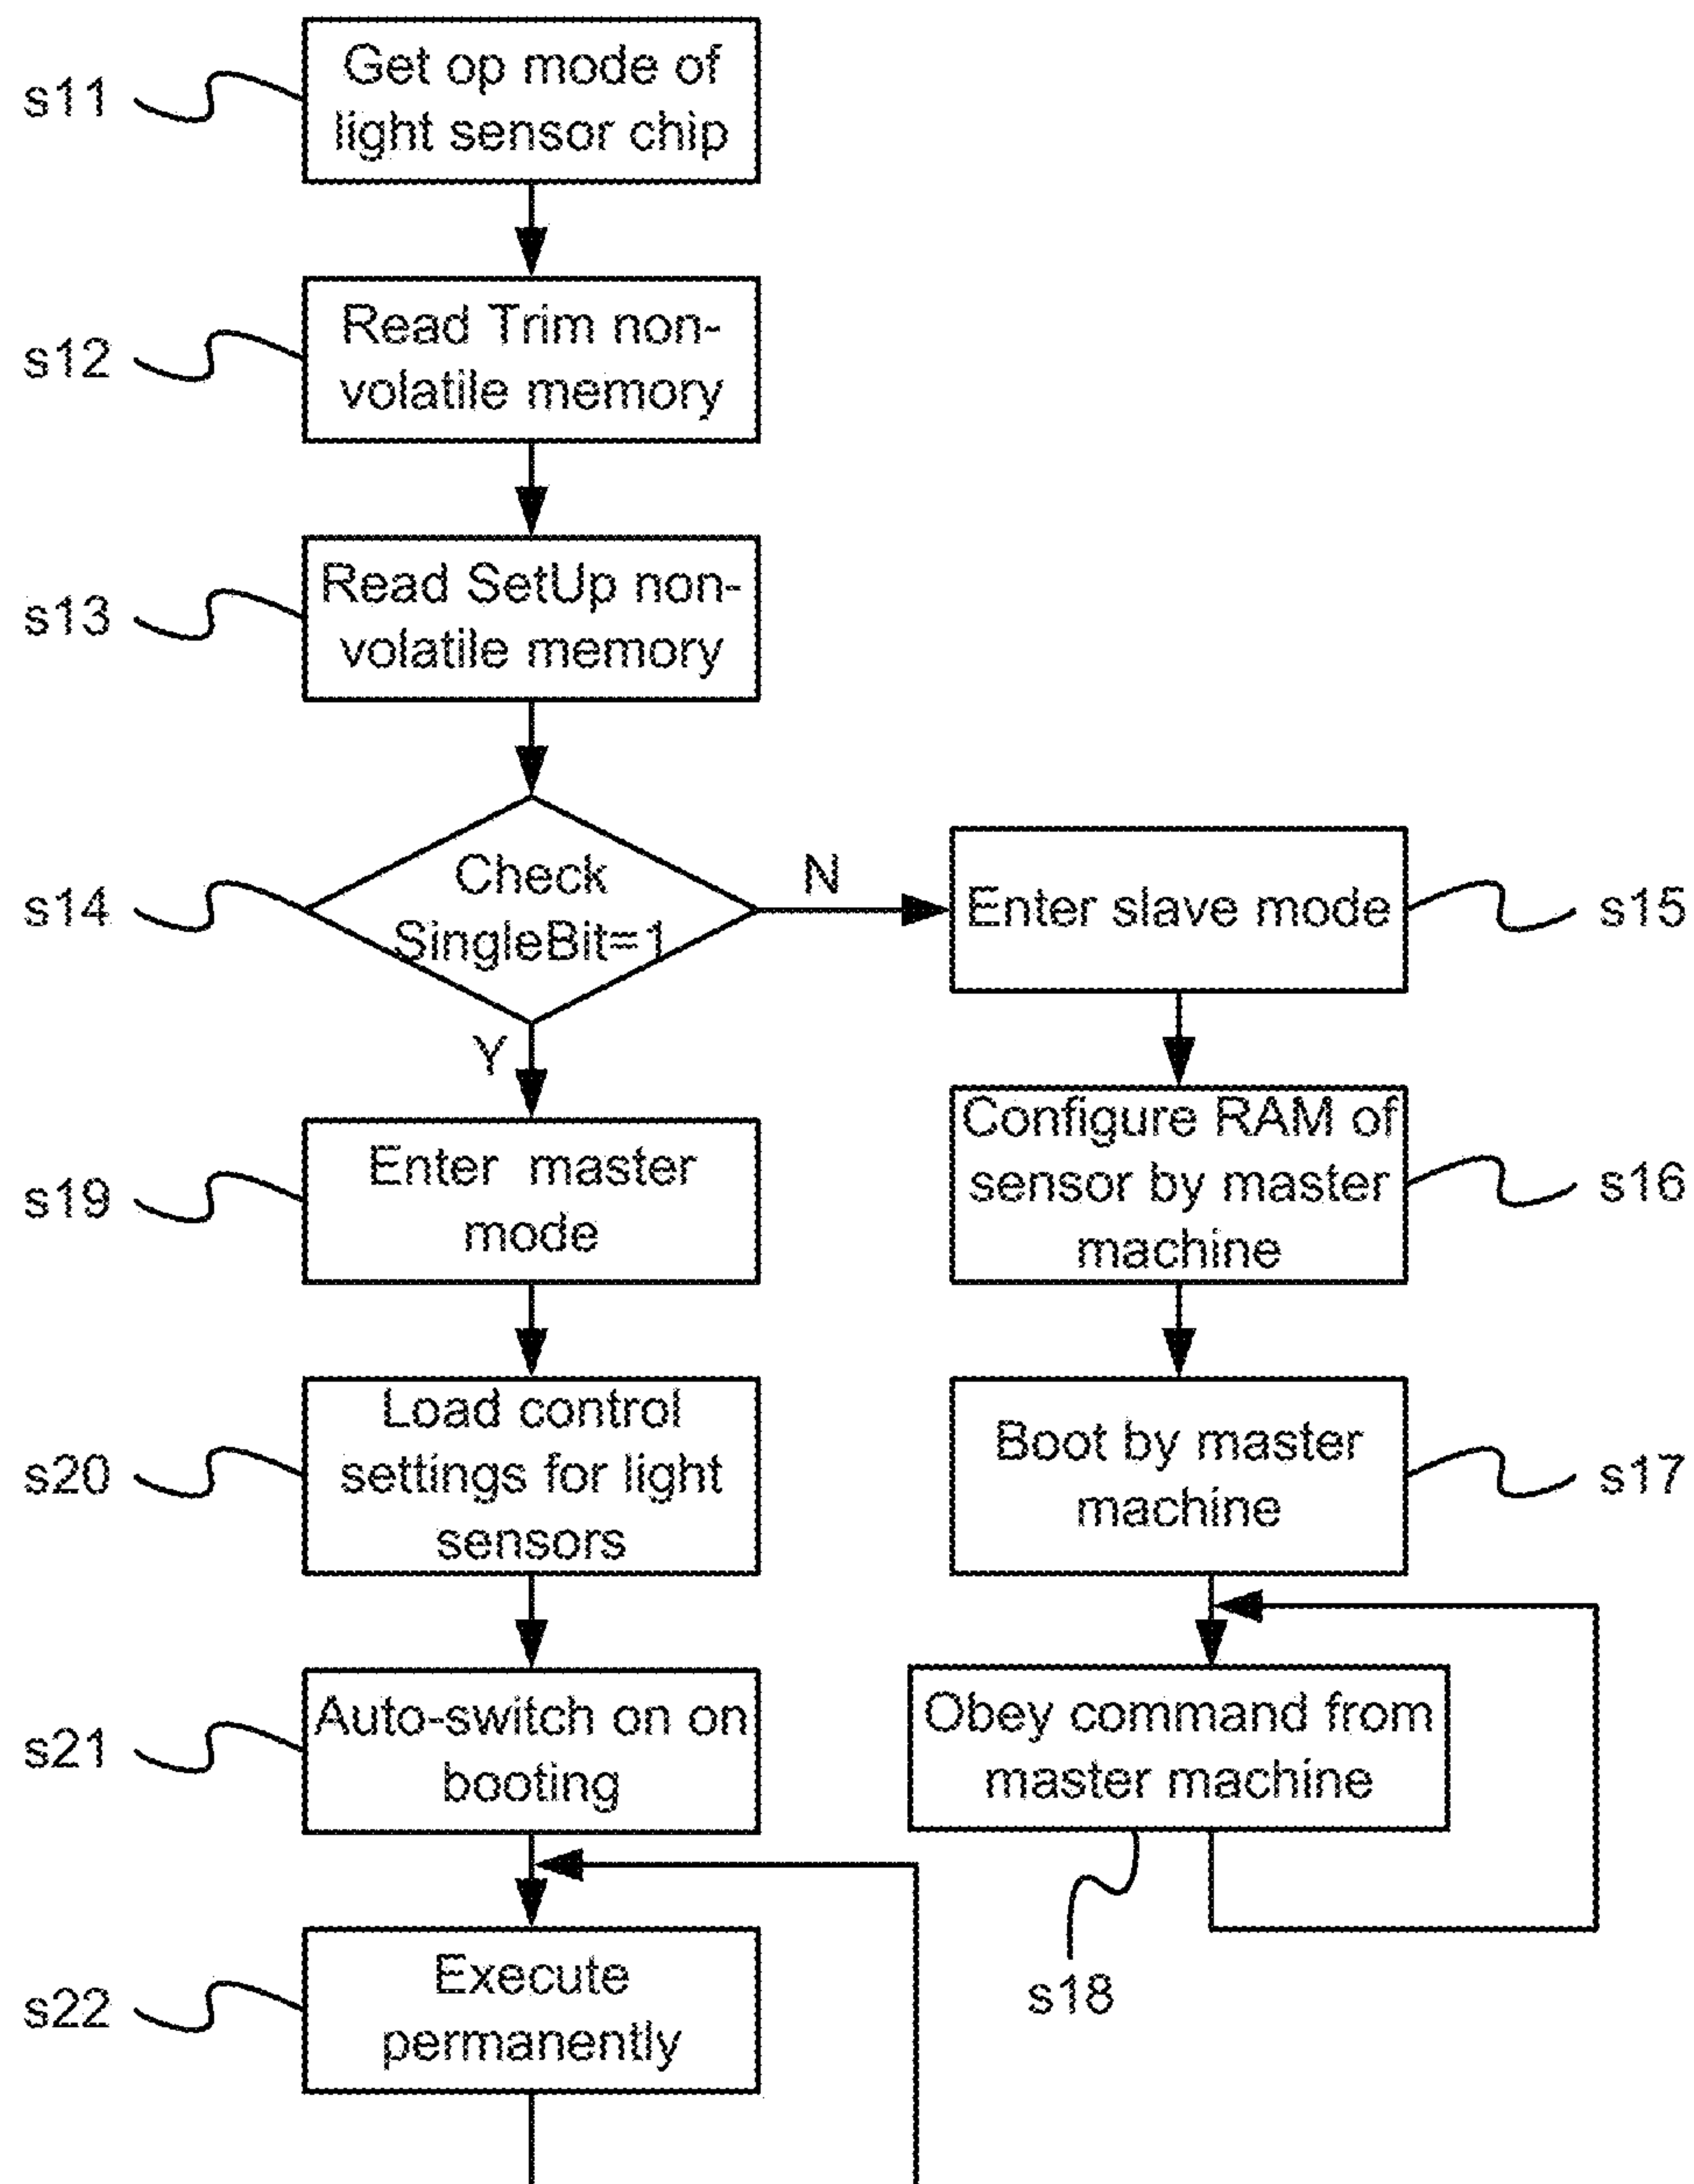 s11
Get op mode of
light sensor chip
s12
Read Trim non-
volatile memory
s13
Read SetUp non-
volatile memory
s14
Check
SingleBit=1
N
Y
Enter slave mode
s15
s19
Enter master
mode
Configure RAM of
sensor by master
machine
s16
s20
Load control
settings for light
sensors
Boot by master
machine
s17
s21
Auto-switch on on
booting
Obey command from
master machine
s18
s22
Execute
permanently